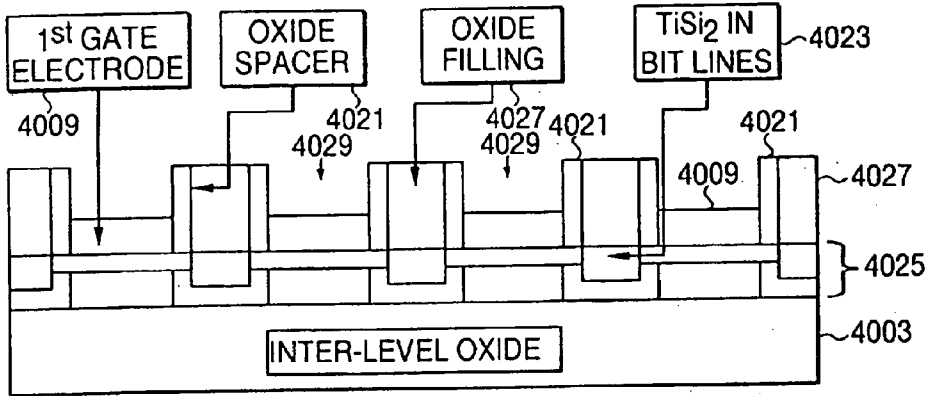 1st GATE
ELECTRODE
OXIDE
SPACER
OXIDE
FILLING
TiSi2 IN
BIT LINES
4023
4009
4021
4027
4029
4029
4021
4021
4009
4027
4025
4003
INTER-LEVEL OXIDE